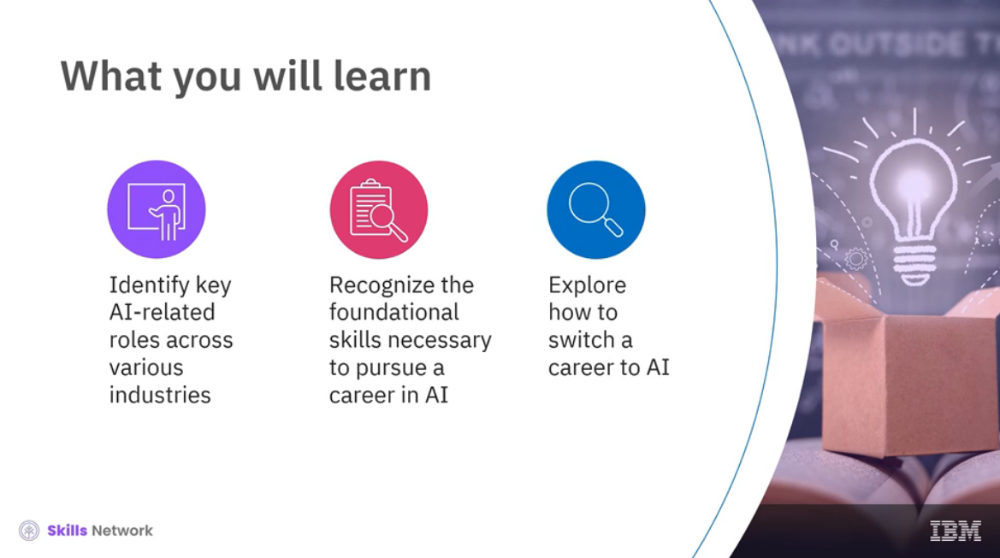 NK OUTSIDE T
What you will learn
Identify key
AI-related
roles across
various
industries
Recognize the
foundational
skills necessary
to pursue a
career in AI
Explore
how to
switch a
career to AI
Skills Network
IBM